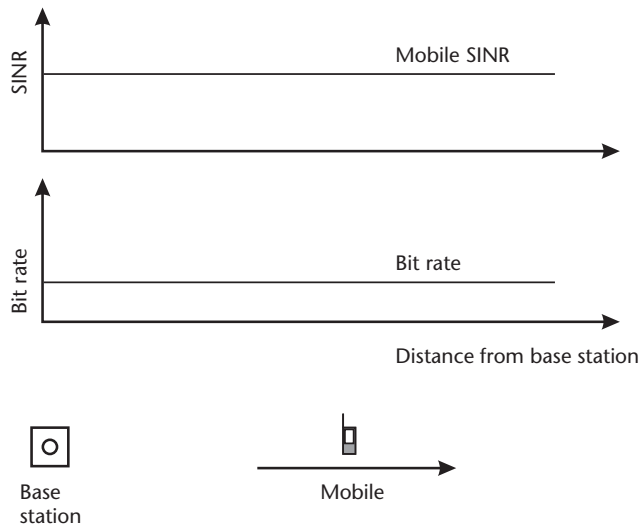 SINR
Mobile SINR
Bit rate
Bit rate
Distance from base station
Base
station
Mobile